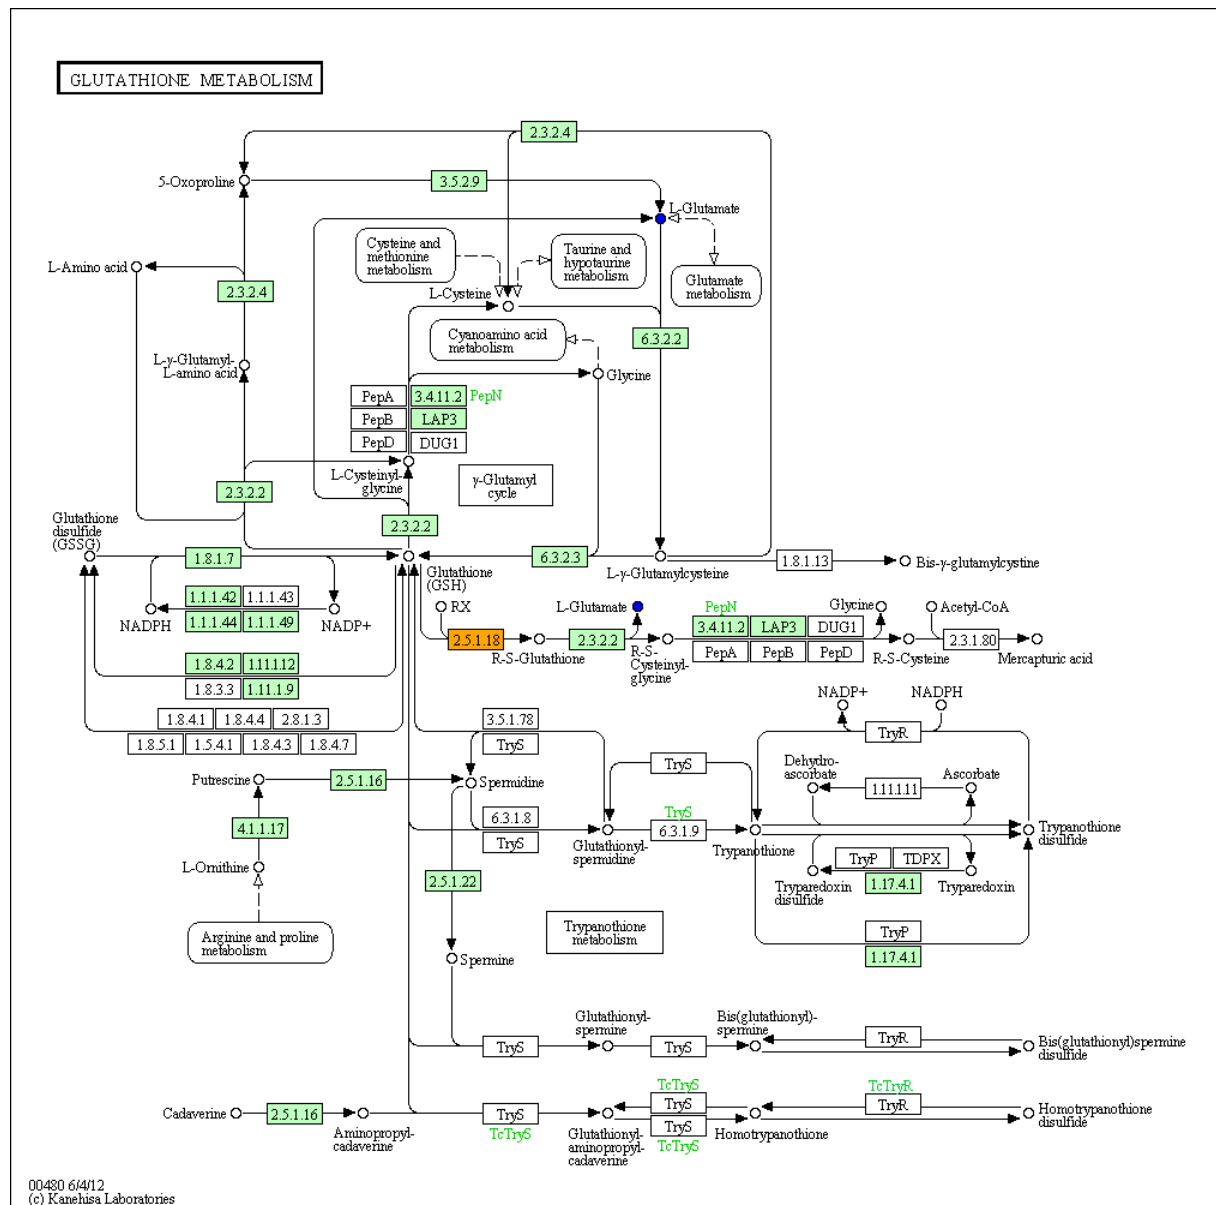 GLUTATHIONE METABOLISM
2.3.2.4
5-Oxoproline
3.5.2.9
L-Glutamate
Cysteine and
methionine
metabolism
Taurine and
hypotaurine
metabolism
L-Amino acid
Glutamate
metabolism
2.3.2.4
L-Cysteine
Cyanoamino acid
metabolism
6.3.2.2
L-γ-Glutamyl-
L-amino acid
Glycine
PepA
3.4.11.2
PepN
PepB
LAP3
PepD
DUG1
L-Cysteinyl-
glycine
γ-Glutamyl
cycle
2.3.2.2
2.3.2.2
Glutathione
disulfide
(GSSG)
1.8.1.7
6.3.2.3
1.8.1.13
Bis-γ-glutamylcystine
Glutathione
(GSH)
L-γ-Glutamylcysteine
1.1.1.42
1.1.1.43
NADPH
1.1.1.44
1.1.1.49
NADP+
RX
L-Glutamate
PepN
Glycine
Acetyl-CoA
2.5.1.18
R-S-Glutathione
2.3.2.2
R-S-
Cysteinyl-
glycine
3.4.11.2
LAP3
DUG1
PepA
PepB
PepD
R-S-Cysteine
2.3.1.80
Mercapturic acid
1.8.4.2
1.11.1.12
1.8.3.3
1.11.1.9
1.8.4.1
1.8.4.4
2.8.1.3
1.8.5.1
1.5.4.1
1.8.4.3
1.8.4.7
3.5.1.78
TryS
NADP+
NADPH
TryR
Putrescine
2.5.1.16
Spermidine
TryS
Dehydro-
ascorbate
1.11.1.11
Ascorbate
4.1.1.17
6.3.1.8
TryS
Glutathionyl-
spermidine
TryS
6.3.1.9
Trypanothione
Trypanothione
disulfide
L-Ornithine
2.5.1.22
TryP
TDPX
1.17.4.1
Tryparedoxin
disulfide
Tryparedoxin
Arginine and proline
metabolism
Trypanothione
metabolism
TryP
1.17.4.1
Spermine
Glutathionyl-
spermine
Bis(glutathionyl)-
spermine
TryS
TryS
TryR
Bis(glutathionyl)spermine
disulfide
Cadaverine
2.5.1.16
Aminopropyl-
cadaverine
TryS
TcTryS
Glutathionyl-
aminopropyl-
cadaverine
TcTryS
TryS
TryS
TcTryS
Homotrypanothione
TcTryR
TryR
Homotrypanothione
disulfide
00480 6/4/12
(c) Kanehisa Laboratories